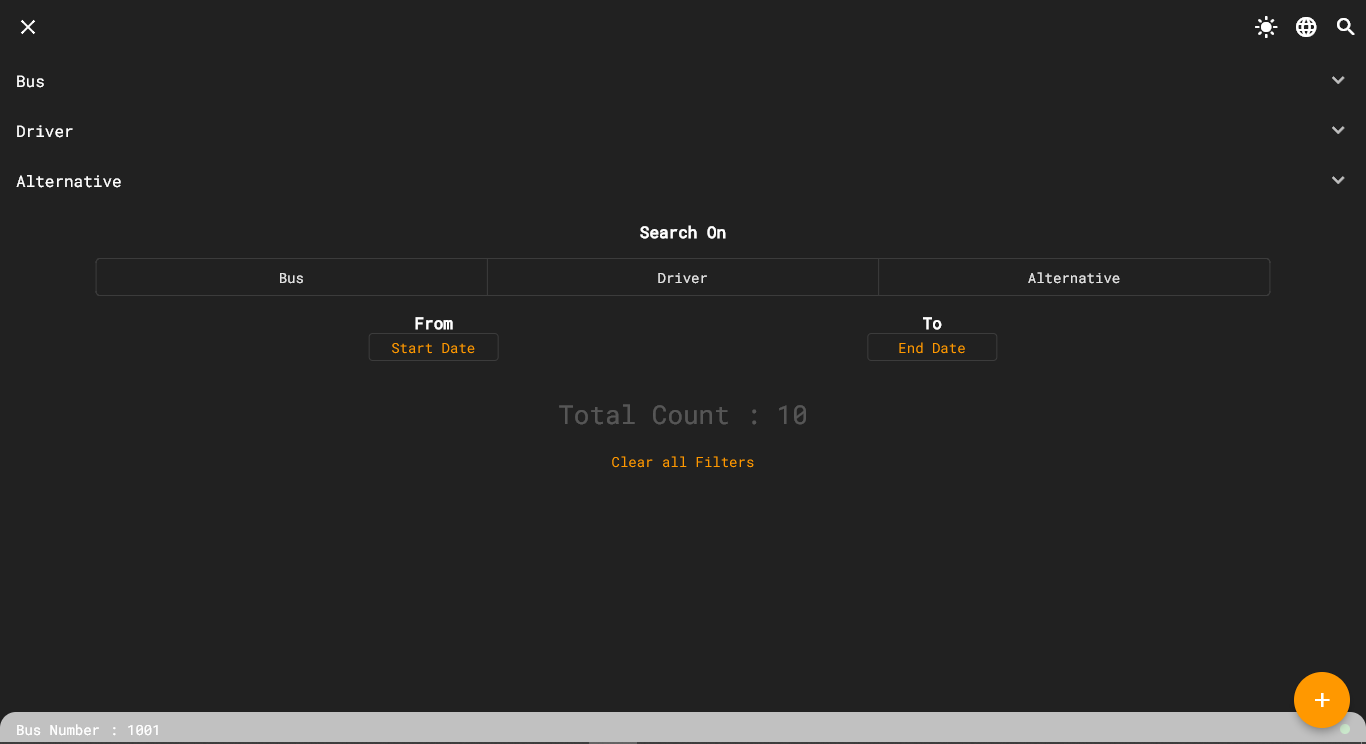 Bus
Driver
Alternative
Search On
Bus Driver Alternative
From To
Start Date End Date
Total Count : 10
Clear all Filters
Bus Number : 1001